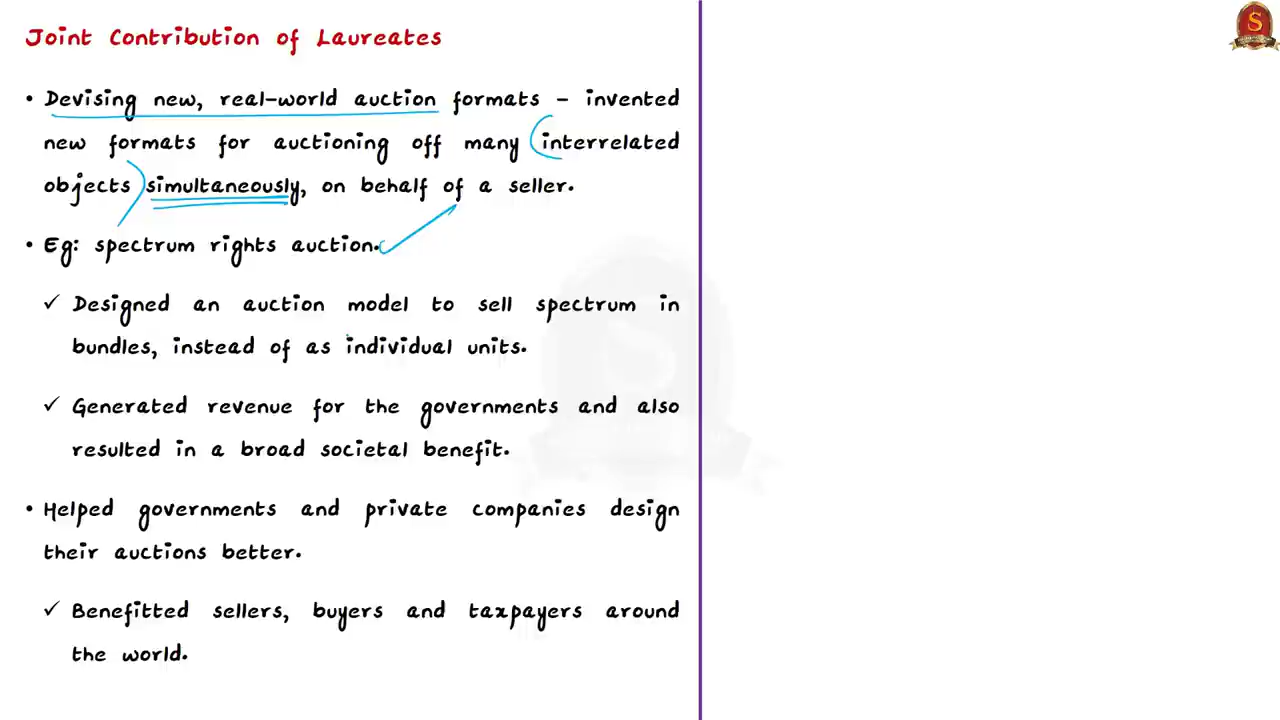 Joint Contribution of Laureates
• Devising new, real-world auction formats - invented
new formats for auctioning off many interrelated
objects simultaneously, on behalf of a seller.
• Eg: spectrum rights auction.
✓ Designed an auction model to sell spectrum in
bundles, instead of as individual units.
✓ Generated revenue for the governments and also
resulted in a broad societal benefit.
• Helped governments and private companies design
their auctions better.
✓ Benefitted sellers, buyers and taxpayers around
the world.
S